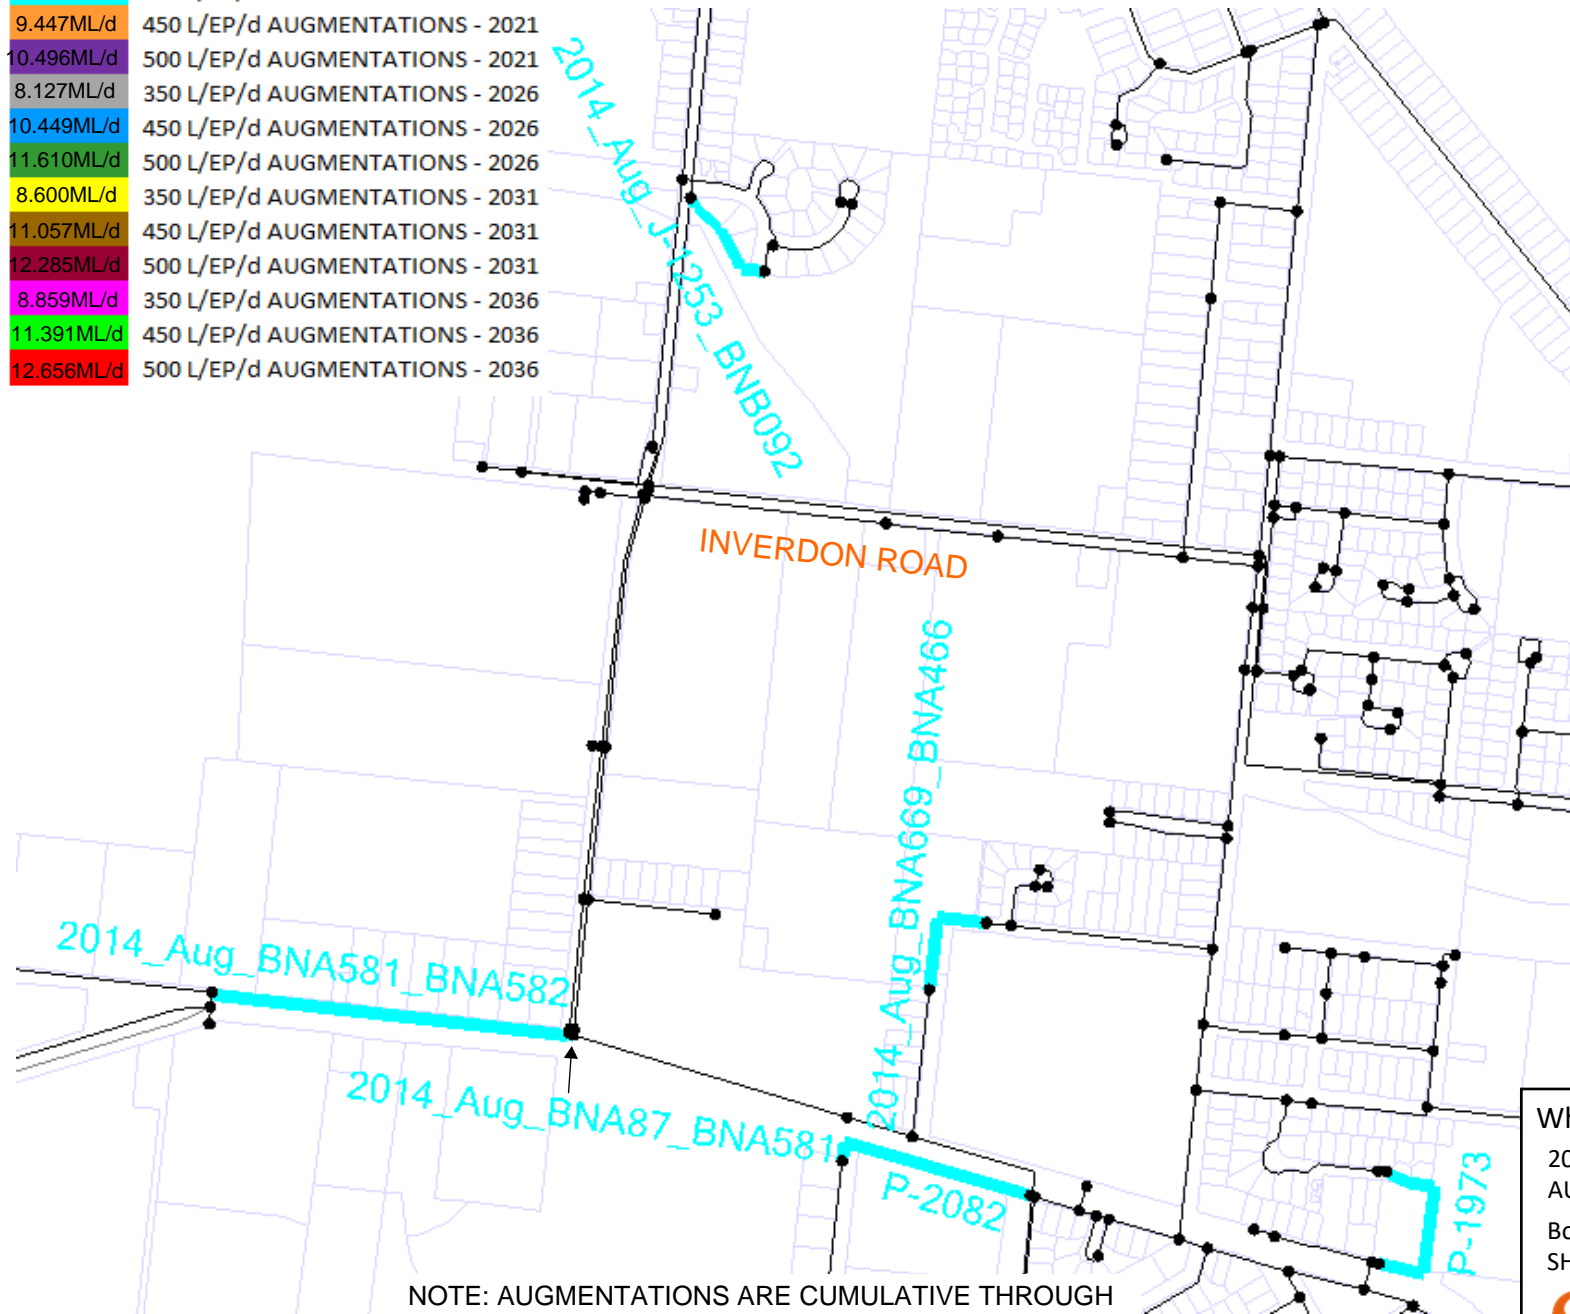 9.447ML/d 450 L/EP/d AUGMENTATIONS - 2021
10.496ML/d 500 L/EP/d AUGMENTATIONS - 2021
8.127ML/d 350 L/EP/d AUGMENTATIONS - 2026
10.449ML/d 450 L/EP/d AUGMENTATIONS - 2026
11.610ML/d 500 L/EP/d AUGMENTATIONS - 2026
8.600ML/d 350 L/EP/d AUGMENTATIONS - 2031
11.057ML/d 450 L/EP/d AUGMENTATIONS - 2031
12.285ML/d 500 L/EP/d AUGMENTATIONS - 2031
8.859ML/d 350 L/EP/d AUGMENTATIONS - 2036
11.391ML/d 450 L/EP/d AUGMENTATIONS - 2036
12.656ML/d 500 L/EP/d AUGMENTATIONS - 2036
2014_Aug_J-1253_BNB092
INVERDON ROAD
2014_Aug_BNA669_BNA466
2014_Aug_BNA581_BNA582
2014_Aug_BNA87_BNA581
P-2082
P-1973
NOTE: AUGMENTATIONS ARE CUMULATIVE THROUGH